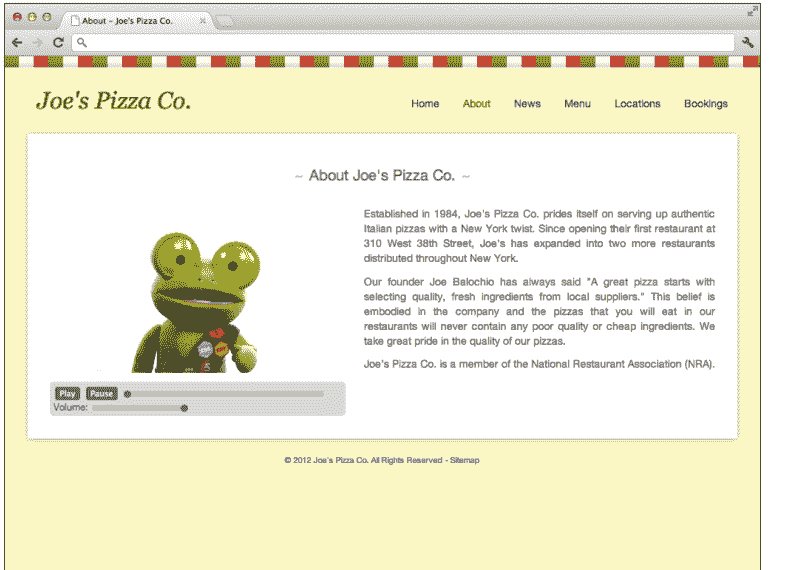 About - Joe's Pizza Co.
Joe's Pizza Co.
Home About News Menu Locations Bookings
~ About Joe's Pizza Co. ~
Established in 1984, Joe's Pizza Co. prides itself on serving up authentic
Italian pizzas with a New York twist. Since opening their first restaurant at
310 West 38th Street, Joe's has expanded into two more restaurants
distributed throughout New York.
Our founder Joe Balochio has always said "A great pizza starts with
selecting quality, fresh ingredients from local suppliers." This belief is
embodied in the company and the pizzas that you will eat in our
restaurants will never contain any poor quality or cheap ingredients. We
take great pride in the quality of our pizzas.
Joe's Pizza Co. is a member of the National Restaurant Association (NRA).
Play Pause
Volume:
© 2012 Joe's Pizza Co. All Rights Reserved - Sitemap